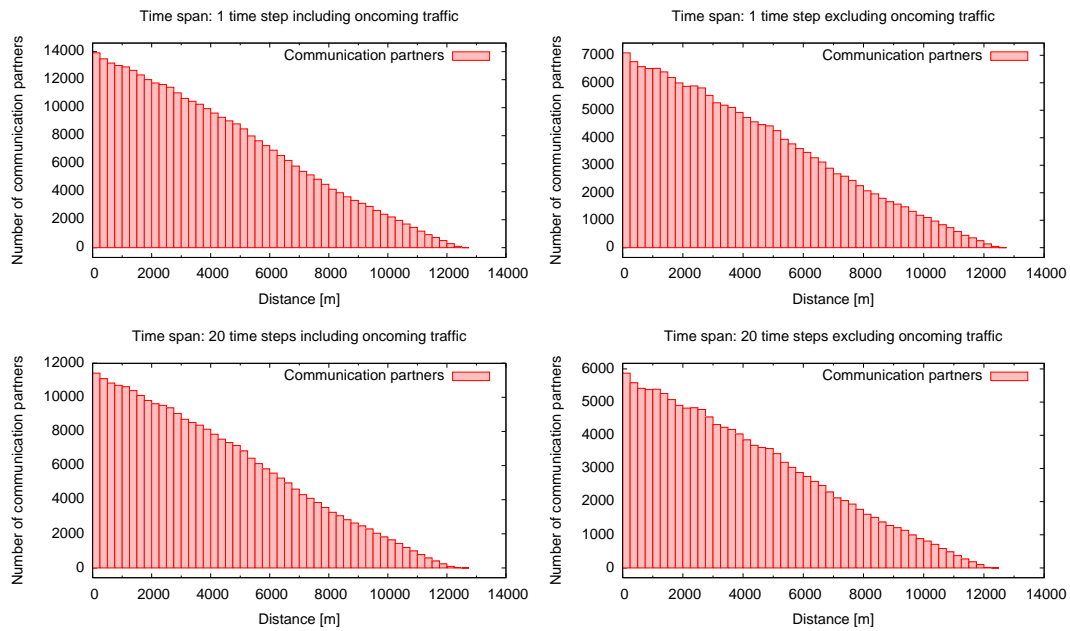 Time span: 1 time step including oncoming traffic
Number of communication partners
14000
12000
10000
8000
6000
4000
2000
0
Communication partners
0 2000 4000 6000 8000 10000 12000 14000
Distance [m]
Time span: 1 time step excluding oncoming traffic
Number of communication partners
7000
6000
5000
4000
3000
2000
1000
0
Communication partners
0 2000 4000 6000 8000 10000 12000 14000
Distance [m]
Time span: 20 time steps including oncoming traffic
Number of communication partners
12000
10000
8000
6000
4000
2000
0
Communication partners
0 2000 4000 6000 8000 10000 12000 14000
Distance [m]
Time span: 20 time steps excluding oncoming traffic
Number of communication partners
6000
5000
4000
3000
2000
1000
0
Communication partners
0 2000 4000 6000 8000 10000 12000 14000
Distance [m]